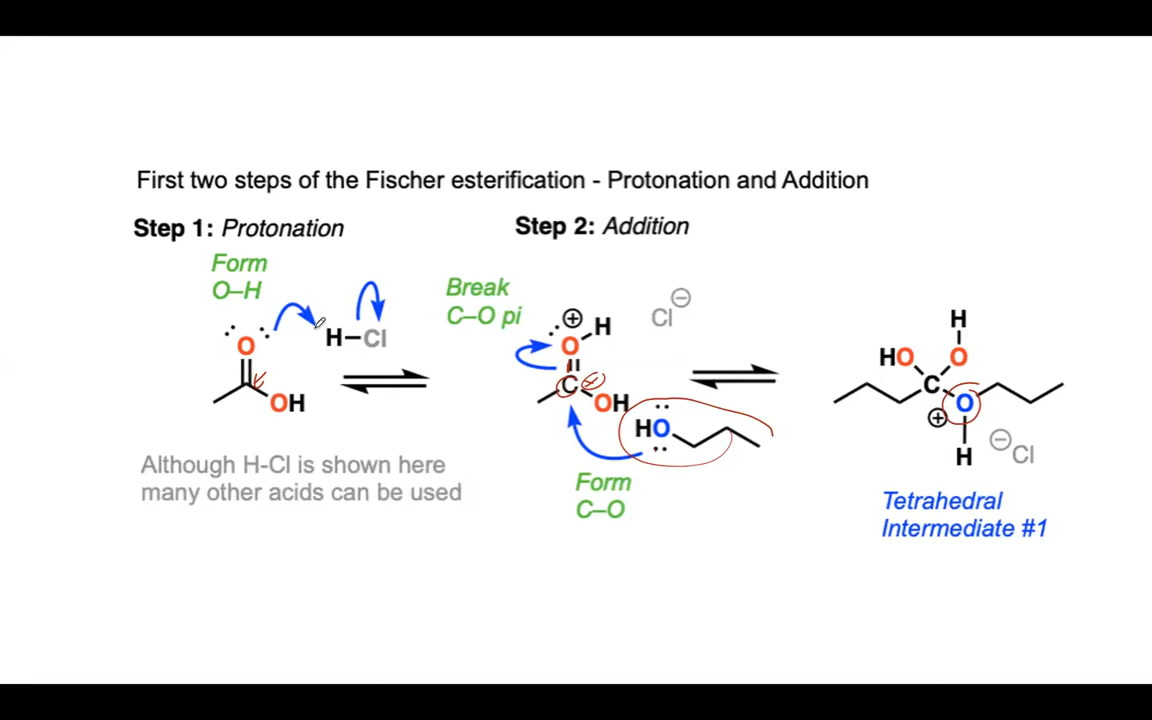 First two steps of the Fischer esterification - Protonation and Addition
Step 1: Protonation
Step 2: Addition
Form
O–H
H–Cl
O
OH
Although H-Cl is shown here
many other acids can be used
Break
C–O pi
⊕
H
O
C
+
OH
Cl ⊖
HO
Form
C–O
H
HO
O
C
O
⊕
H
⊖
Cl
Tetrahedral
Intermediate #1